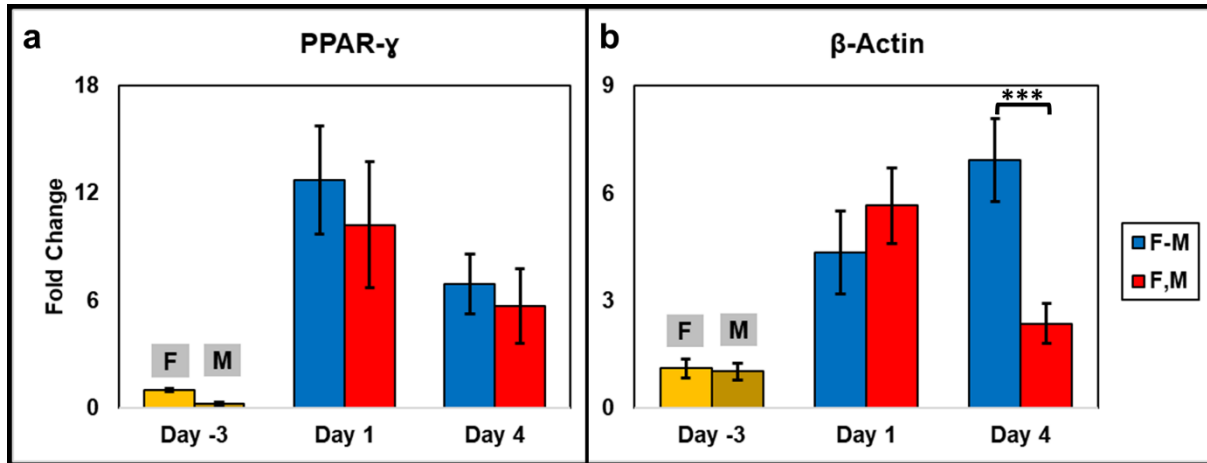 a
PPAR-ɣ
18
12
6
0
Fold Change
F
M
Day -3
Day 1
Day 4
b
β-Actin
9
6
3
0
***
F
M
Day -3
Day 1
Day 4
F-M
F,M